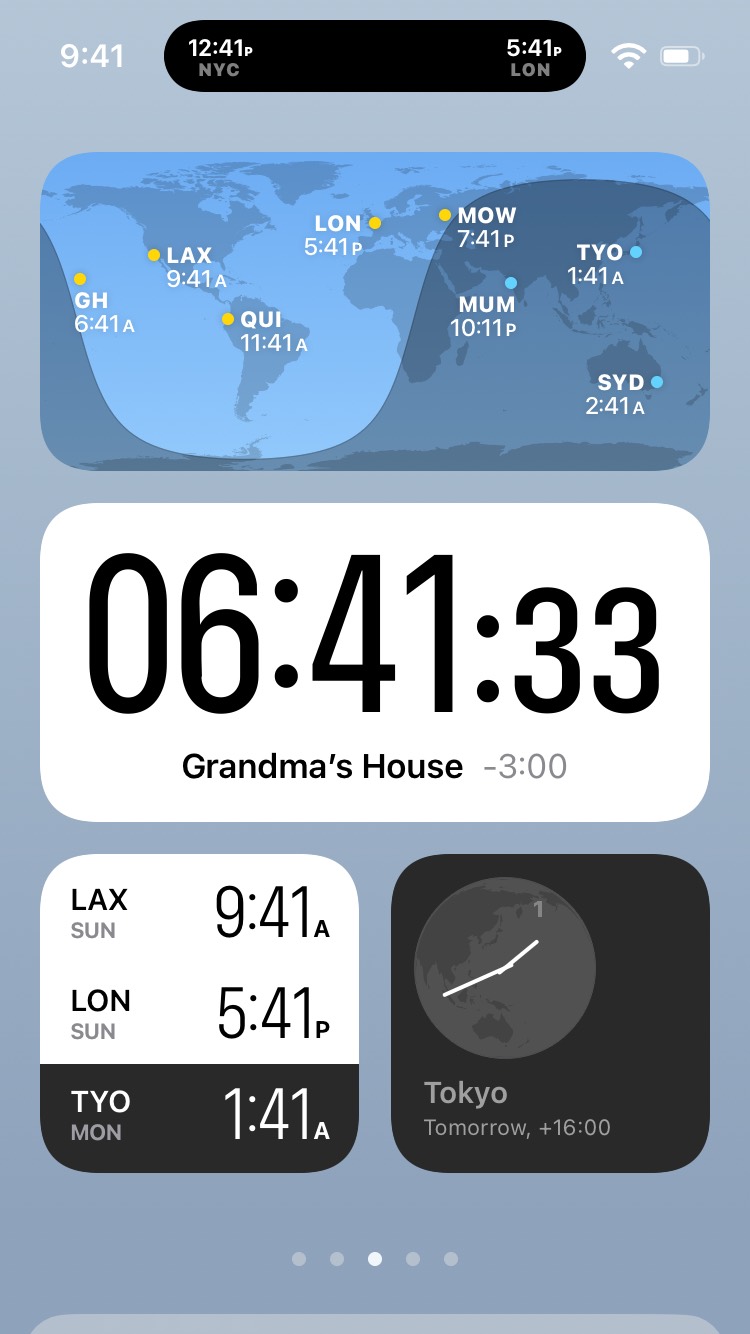 9:41
12:41P
NYC
5:41P
LON
LON
5:41P
MOW
7:41P
LAX
9:41A
TYO
1:41A
GH
6:41A
MUM
10:11P
QUI
11:41A
SYD
2:41A
06:41:33
Grandma's House -3:00
LAX 9:41A
SUN
LON 5:41P
SUN
TYO 1:41A
MON
1
Tokyo
Tomorrow, +16:00